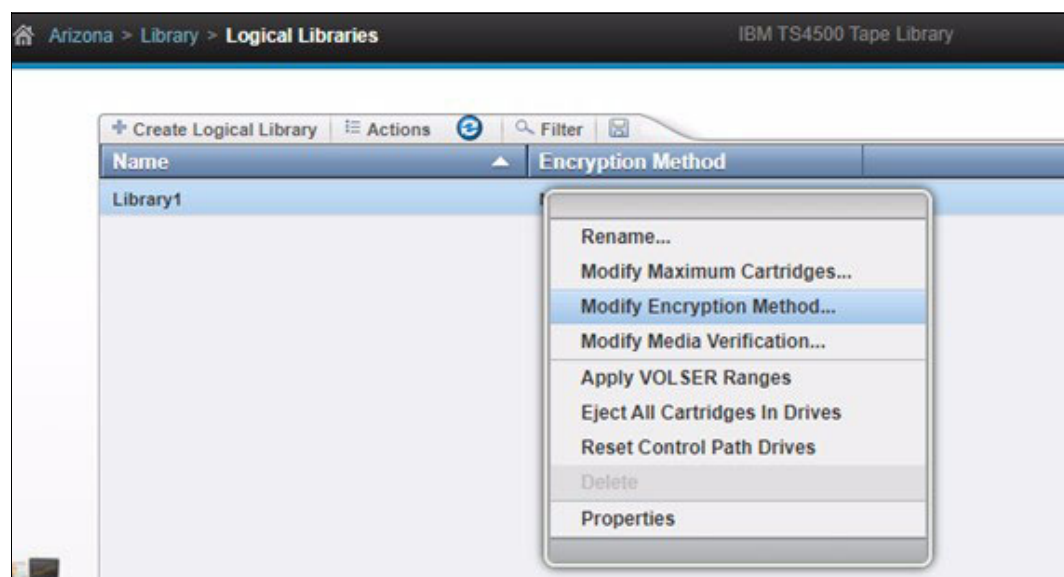 Arizona > Library > Logical Libraries IBM TS4500 Tape Library
Create Logical Library Actions Filter
Name Encryption Method
Library1
Rename...
Modify Maximum Cartridges...
Modify Encryption Method...
Modify Media Verification...
Apply VOLSER Ranges
Eject All Cartridges In Drives
Reset Control Path Drives
Delete
Properties